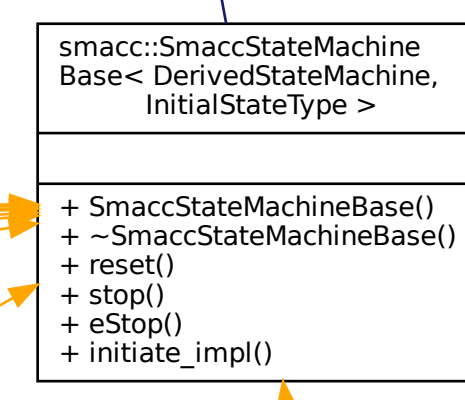 smacc::SmaccStateMachine
Base< DerivedStateMachine,
InitialStateType >
+ SmaccStateMachineBase()
+ ~SmaccStateMachineBase()
+ reset()
+ stop()
+ eStop()
+ initiate_impl()